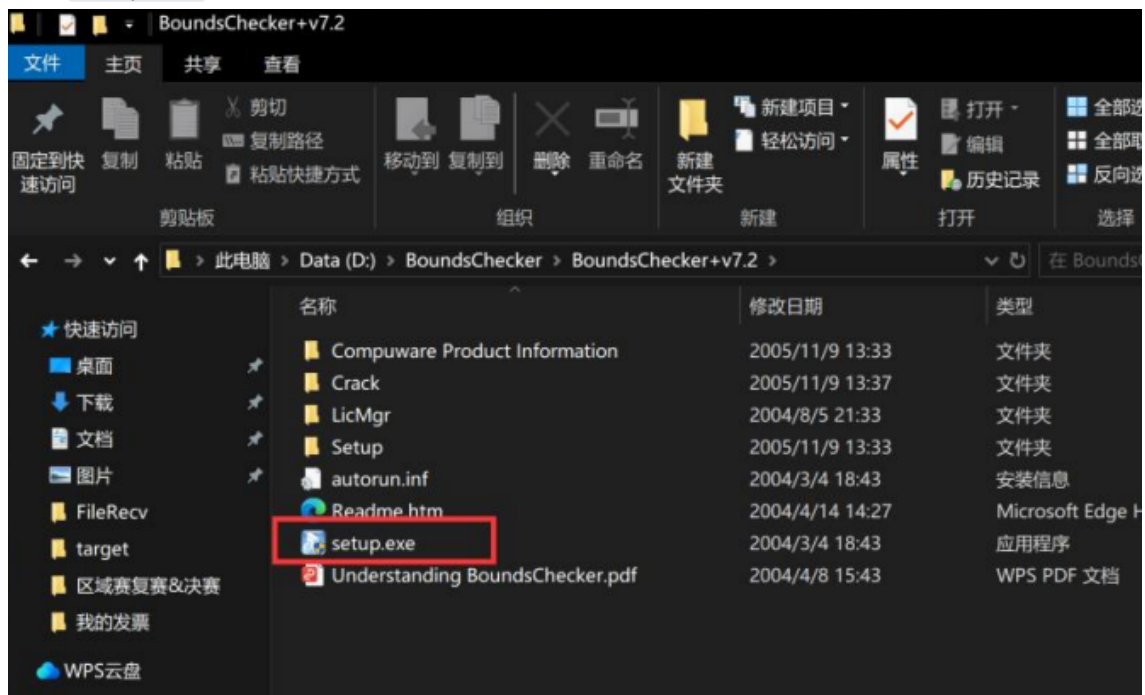 BoundsChecker+v7.2
文件 主页 共享 查看
固定到快速访问
复制
粘贴
剪切
复制路径
粘贴快捷方式
剪贴板
移动到 复制到 删除 重命名
组织
新建文件夹
新建项目
轻松访问
新建
属性
打开
编辑
历史记录
打开
全部
全部
反向
选择
此电脑 > Data (D:) > BoundsChecker > BoundsChecker+v7.2 >
在 Bounds
名称 修改日期 类型
快速访问
桌面
下载
文档
图片
FileRecv
target
区域赛复赛&决赛
我的发票
WPS云盘
Compuware Product Information 2005/11/9 13:33 文件夹
Crack 2005/11/9 13:37 文件夹
LicMgr 2004/8/5 21:33 文件夹
Setup 2005/11/9 13:33 文件夹
autorun.inf 2004/3/4 18:43 安装信息
Readme.htm 2004/4/14 14:27 Microsoft Edge H
setup.exe 2004/3/4 18:43 应用程序
Understanding BoundsChecker.pdf 2004/4/8 15:43 WPS PDF 文档